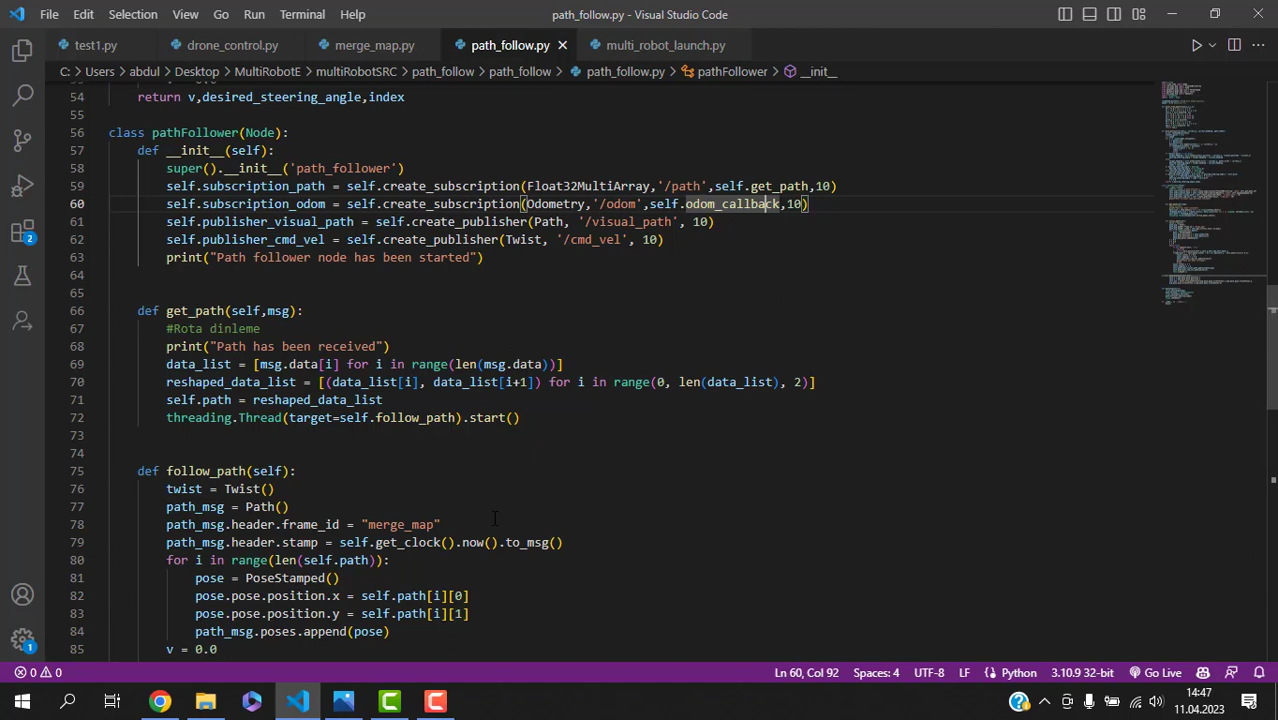 File Edit Selection View Go Run Terminal Help path_follow.py - Visual Studio Code
test1.py drone_control.py merge_map.py path_follow.py multi_robot_launch.py
C: > Users > abdul > Desktop > MultiRobotE > multiRobotSRC > path_follow > path_follow > path_follow.py > pathFollower > __init__
54 return v,desired_steering_angle,index
55
56 class pathFollower(Node):
57 def __init__(self):
58 super().__init__('path_follower')
59 self.subscription_path = self.create_subscription(Float32MultiArray,'/path',self.get_path,10)
60 self.subscription_odom = self.create_subscription(Odometry,'/odom',self.odom_callback,10)
61 self.publisher_visual_path = self.create_publisher(Path, '/visual_path', 10)
62 self.publisher_cmd_vel = self.create_publisher(Twist, '/cmd_vel', 10)
63 print("Path follower node has been started")
64
65
66 def get_path(self,msg):
67 #Rota dinleme
68 print("Path has been received")
69 data_list = [msg.data[i] for i in range(len(msg.data))]
70 reshaped_data_list = [(data_list[i], data_list[i+1]) for i in range(0, len(data_list), 2)]
71 self.path = reshaped_data_list
72 threading.Thread(target=self.follow_path).start()
73
74
75 def follow_path(self):
76 twist = Twist()
77 path_msg = Path()
78 path_msg.header.frame_id = "merge_map"
79 path_msg.header.stamp = self.get_clock().now().to_msg()
80 for i in range(len(self.path)):
81 pose = PoseStamped()
82 pose.pose.position.x = self.path[i][0]
83 pose.pose.position.y = self.path[i][1]
84 path_msg.poses.append(pose)
85 v = 0.0
2
1
0 0 Ln 60, Col 92 Spaces: 4 UTF-8 LF Python 3.10.9 32-bit Go Live
14:47
11.04.2023